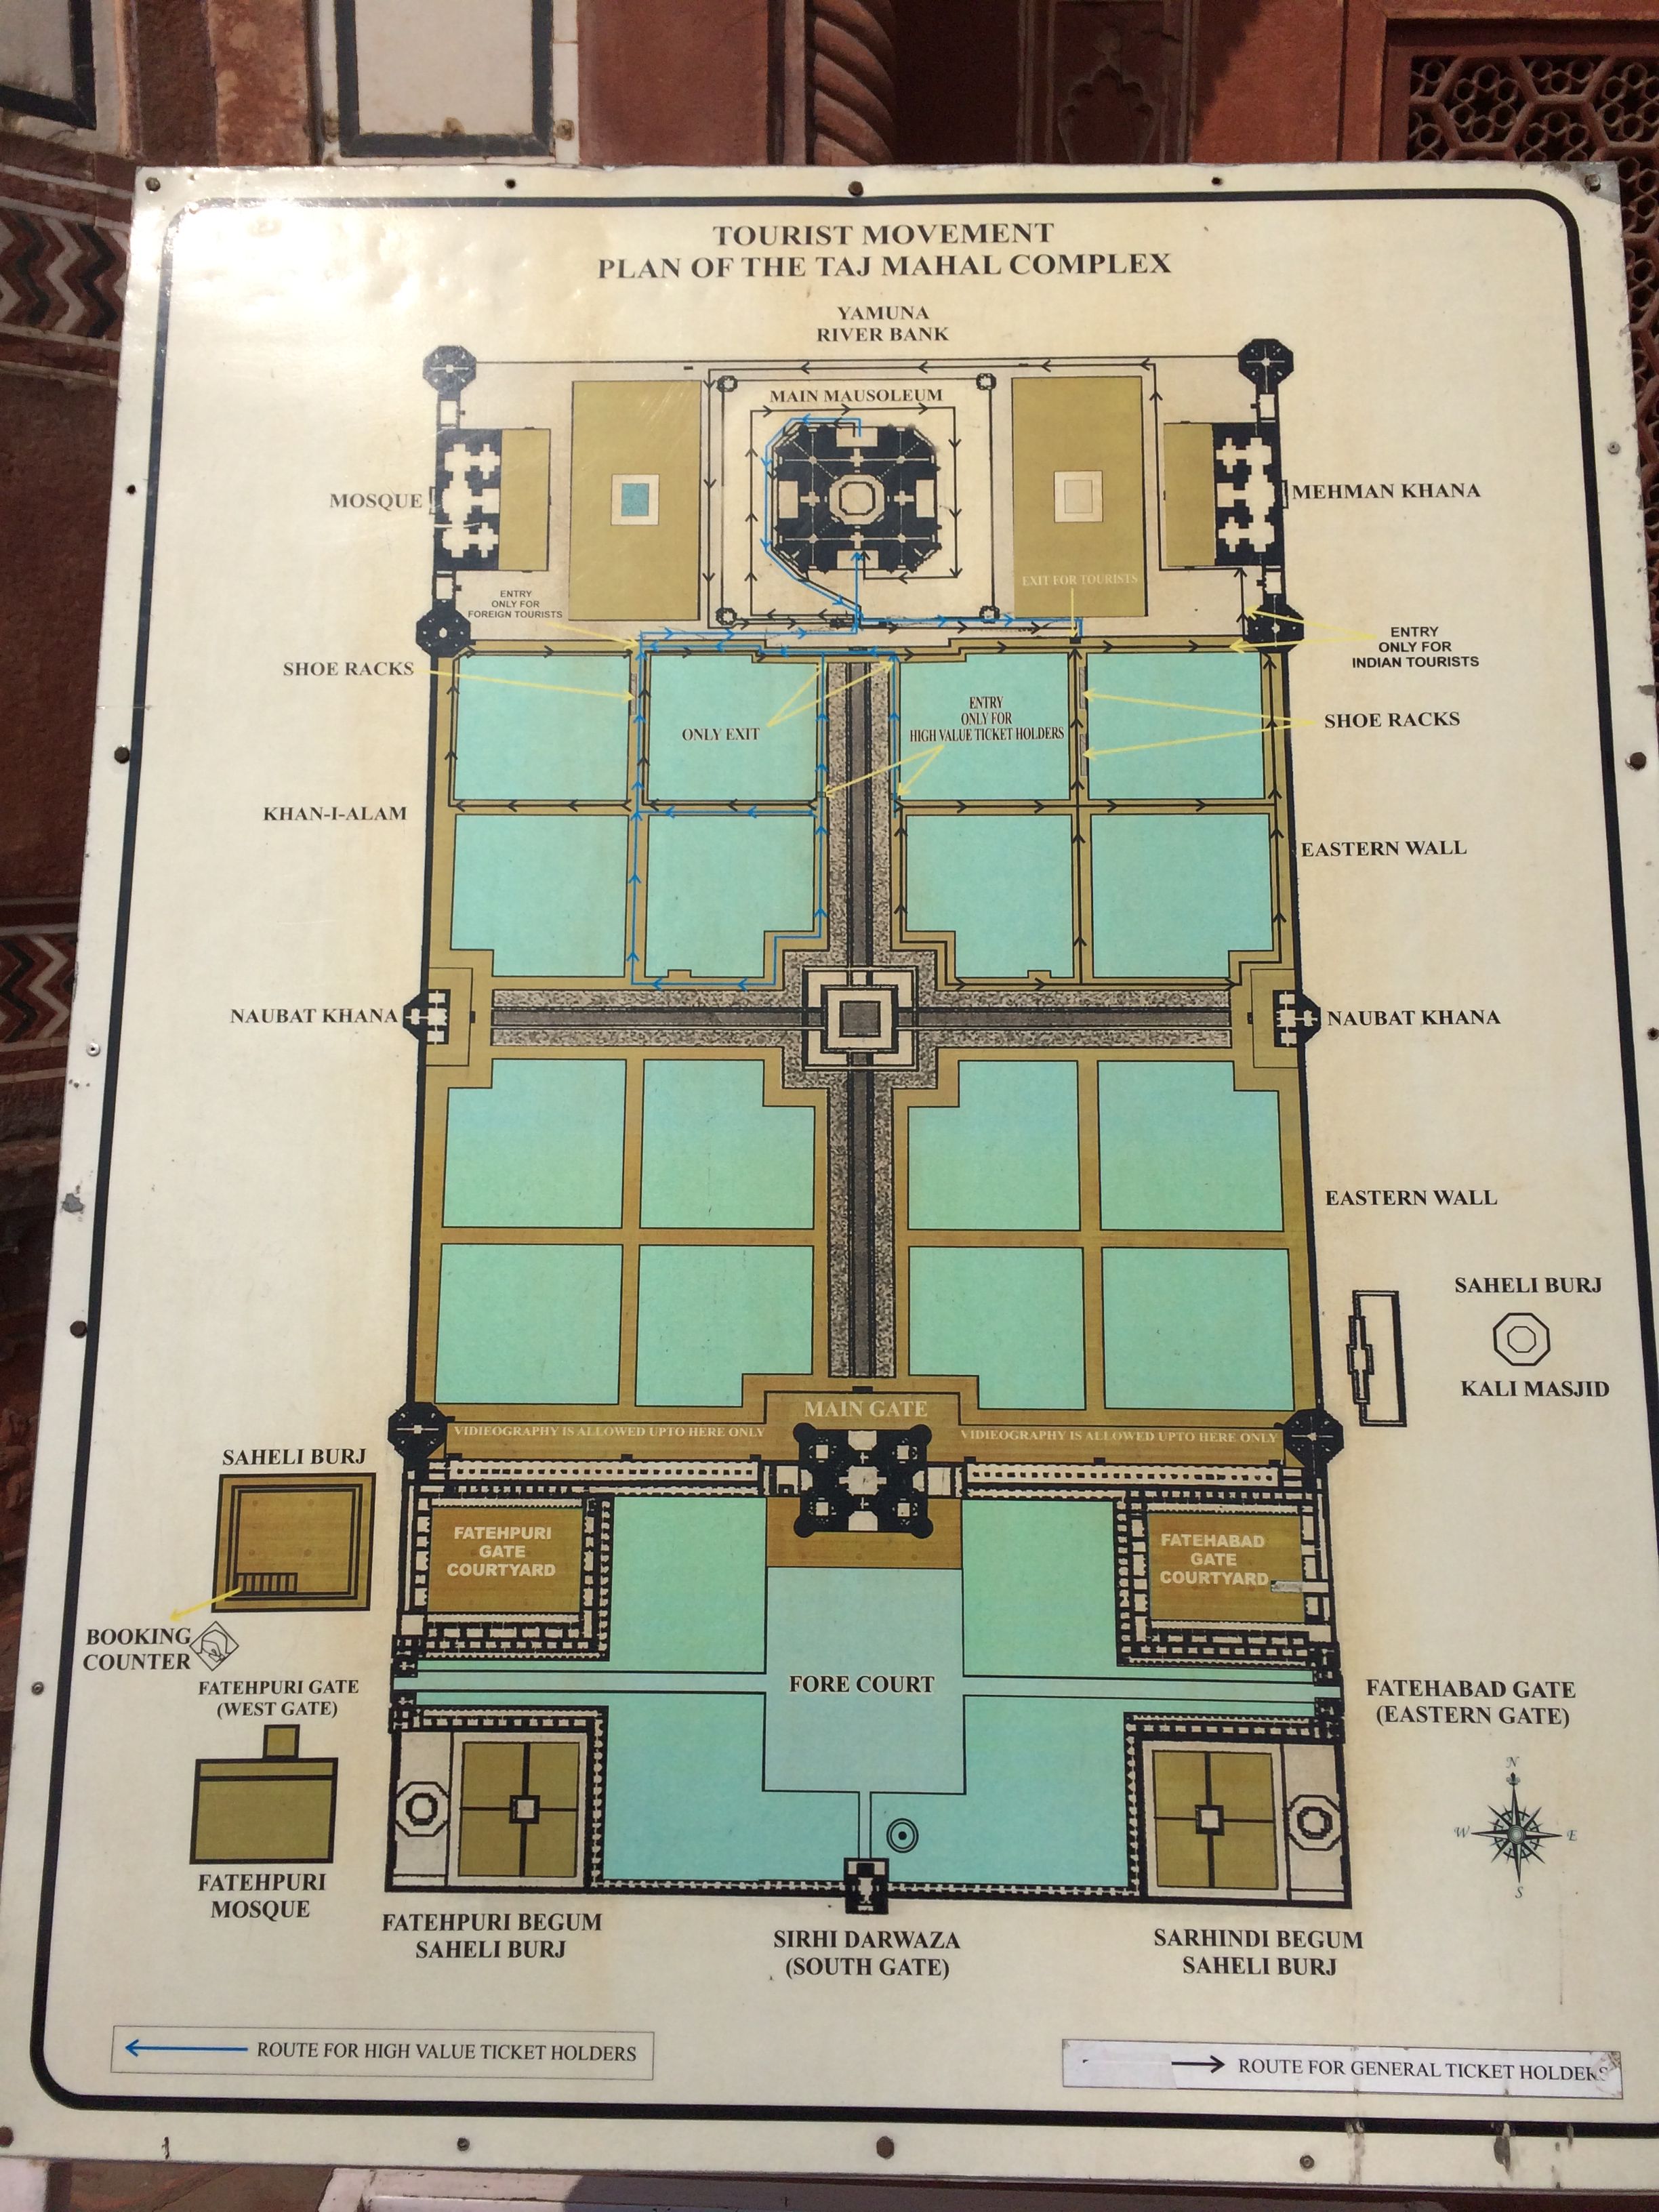 TOURIST MOVEMENT
PLAN OF THE TAJ MAHAL COMPLEX
YAMUNA
RIVER BANK
MAIN MAUSOLEUM
MOSQUE
MEHMAN KHANA
EXIT FOR TOURISTS
ENTRY
ONLY FOR
FOREIGN TOURISTS
ENTRY
ONLY FOR
INDIAN TOURISTS
SHOE RACKS
ENTRY
ONLY FOR
HIGH VALUE TICKET HOLDERS
ONLY EXIT
SHOE RACKS
KHAN-I-ALAM
EASTERN WALL
NAUBAT KHANA
NAUBAT KHANA
EASTERN WALL
SAHELI BURJ
KALI MASJID
MAIN GATE
VIDIEOGRAPHY IS ALLOWED UPTO HERE ONLY
VIDIEOGRAPHY IS ALLOWED UPTO HERE ONLY
SAHELI BURJ
FATEHPURI
GATE
COURTYARD
FATEHABAD
GATE
COURTYARD
BOOKING
COUNTER
FORE COURT
FATEHPURI GATE
(WEST GATE)
FATEHABAD GATE
(EASTERN GATE)
N
W E
S
FATEHPURI
MOSQUE
FATEHPURI BEGUM
SAHELI BURJ
SIRHI DARWAZA
(SOUTH GATE)
SARHINDI BEGUM
SAHELI BURJ
ROUTE FOR HIGH VALUE TICKET HOLDERS
ROUTE FOR GENERAL TICKET HOLDERS